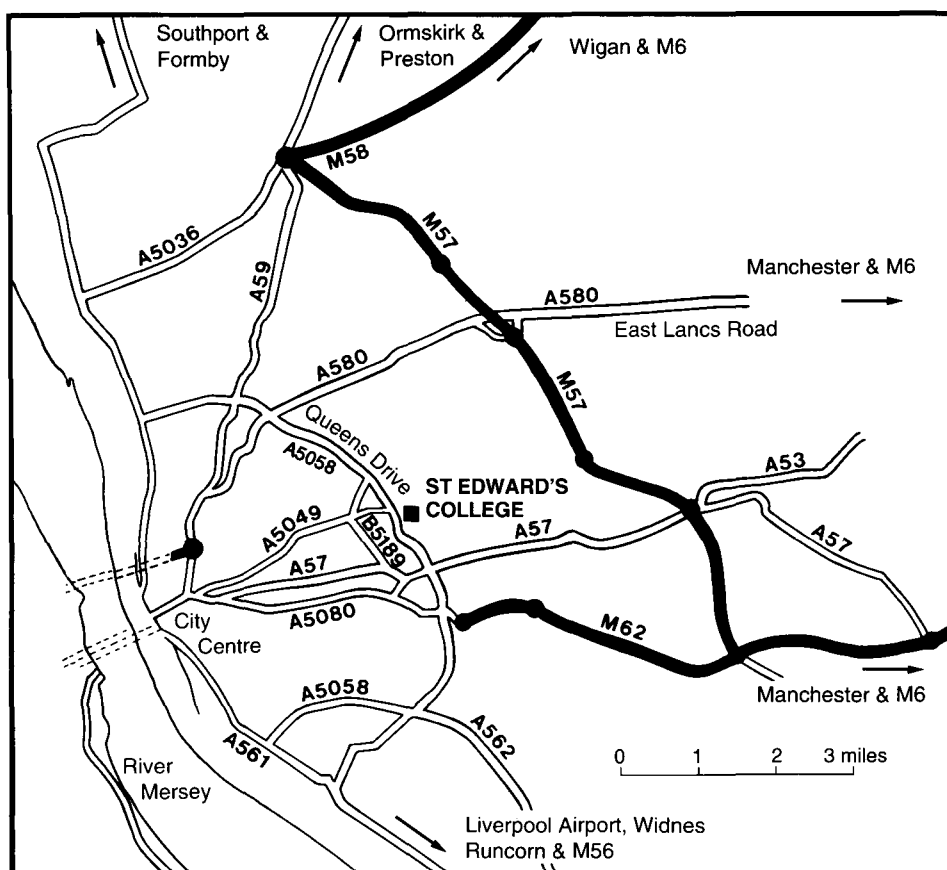 Southport &
Formby
Ormskirk &
Preston
Wigan & M6
M58
A5036
A59
M57
Manchester & M6
A580
East Lancs Road
A580
M57
Queens Drive
A5058
A53
ST EDWARD'S
COLLEGE
A5049
B5189
A57
A57
A57
A5080
City
Centre
M62
Manchester & M6
A5058
A562
A561
0 1 2 3 miles
River
Mersey
Liverpool Airport, Widnes
Runcorn & M56